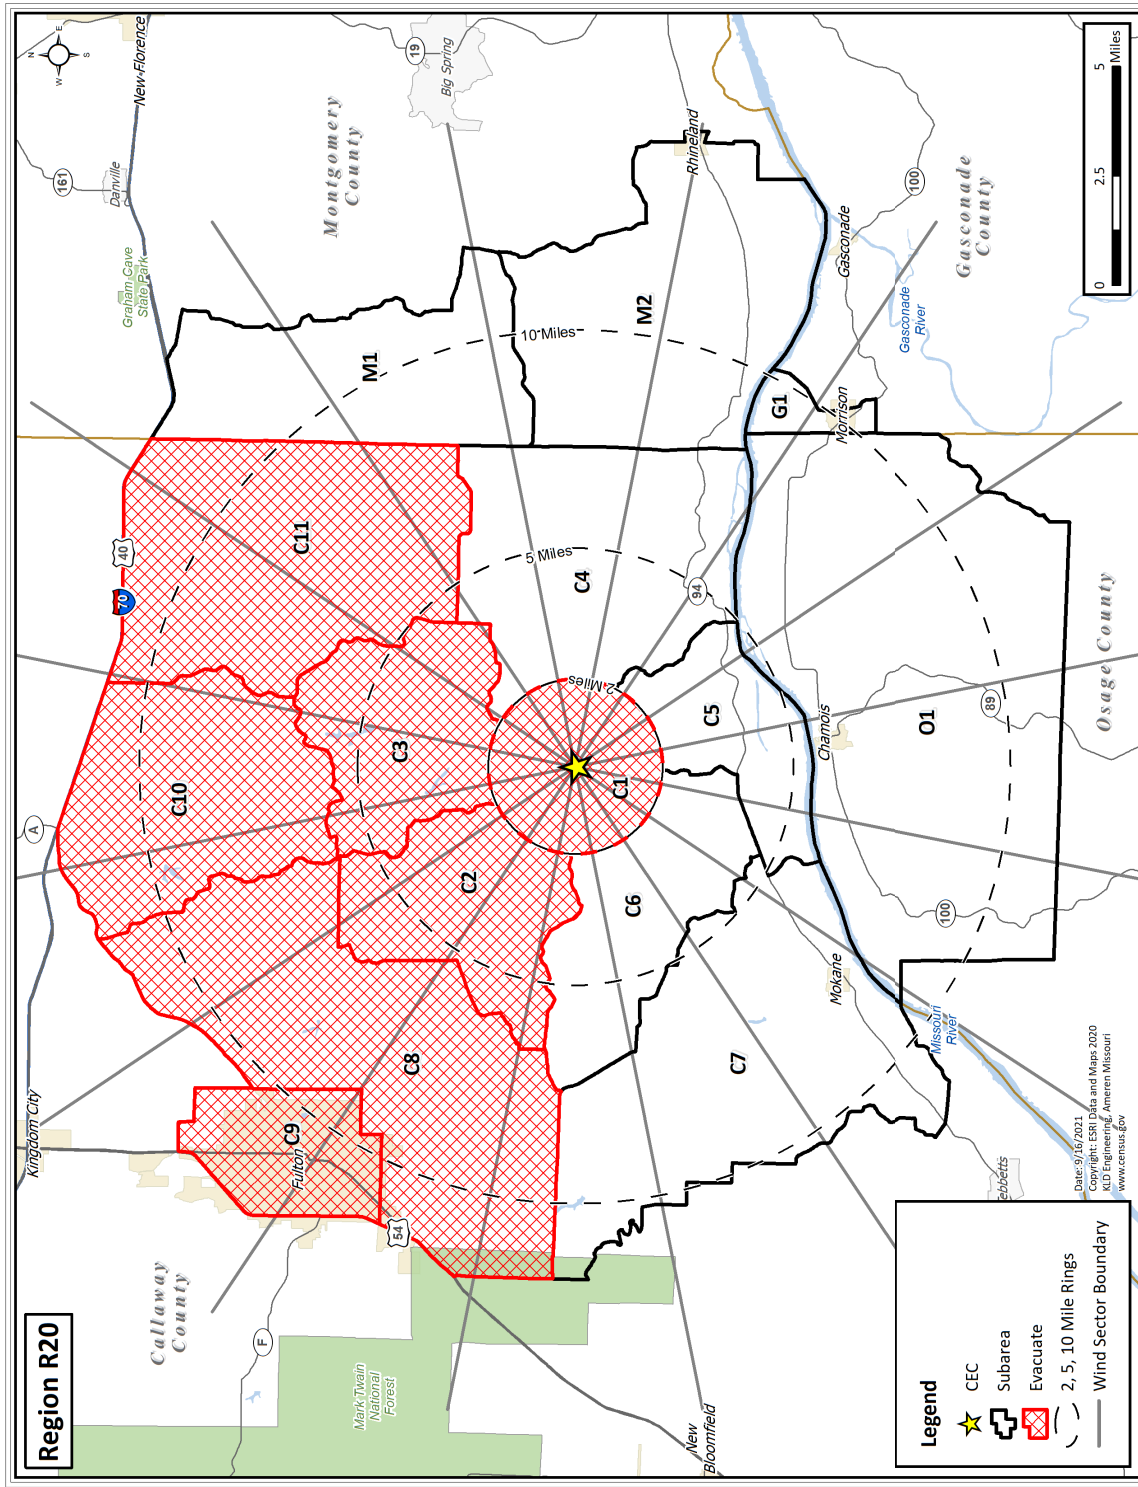 Region R20
Kingdom City
A
70
40
161
Danville
New Florence
N
E
S
W
Graham Cave
State Park
Callaway
County
F
Fulton
C9
C10
C11
Montgomery
County
19
Big Spring
Mark Twain
National
Forest
54
C8
C3
M1
C2
5 Miles
10 Miles
2 Miles
C1
C4
M2
Rhineland
New
Bloomfield
C6
C5
94
C7
G1
Mokane
Chamois
Morrison
Gasconade
Gasconade
River
100
Gasconade
County
Missouri
River
100
O1
89
Osage County
Tebbetts
Legend
CEC
Subarea
Evacuate
2, 5, 10 Mile Rings
Wind Sector Boundary
Date: 9/16/2021
Copyright: ESRI Data and Maps 2020
KLD Engineering, Ameren Missouri
www.census.gov
0
2.5
5
Miles